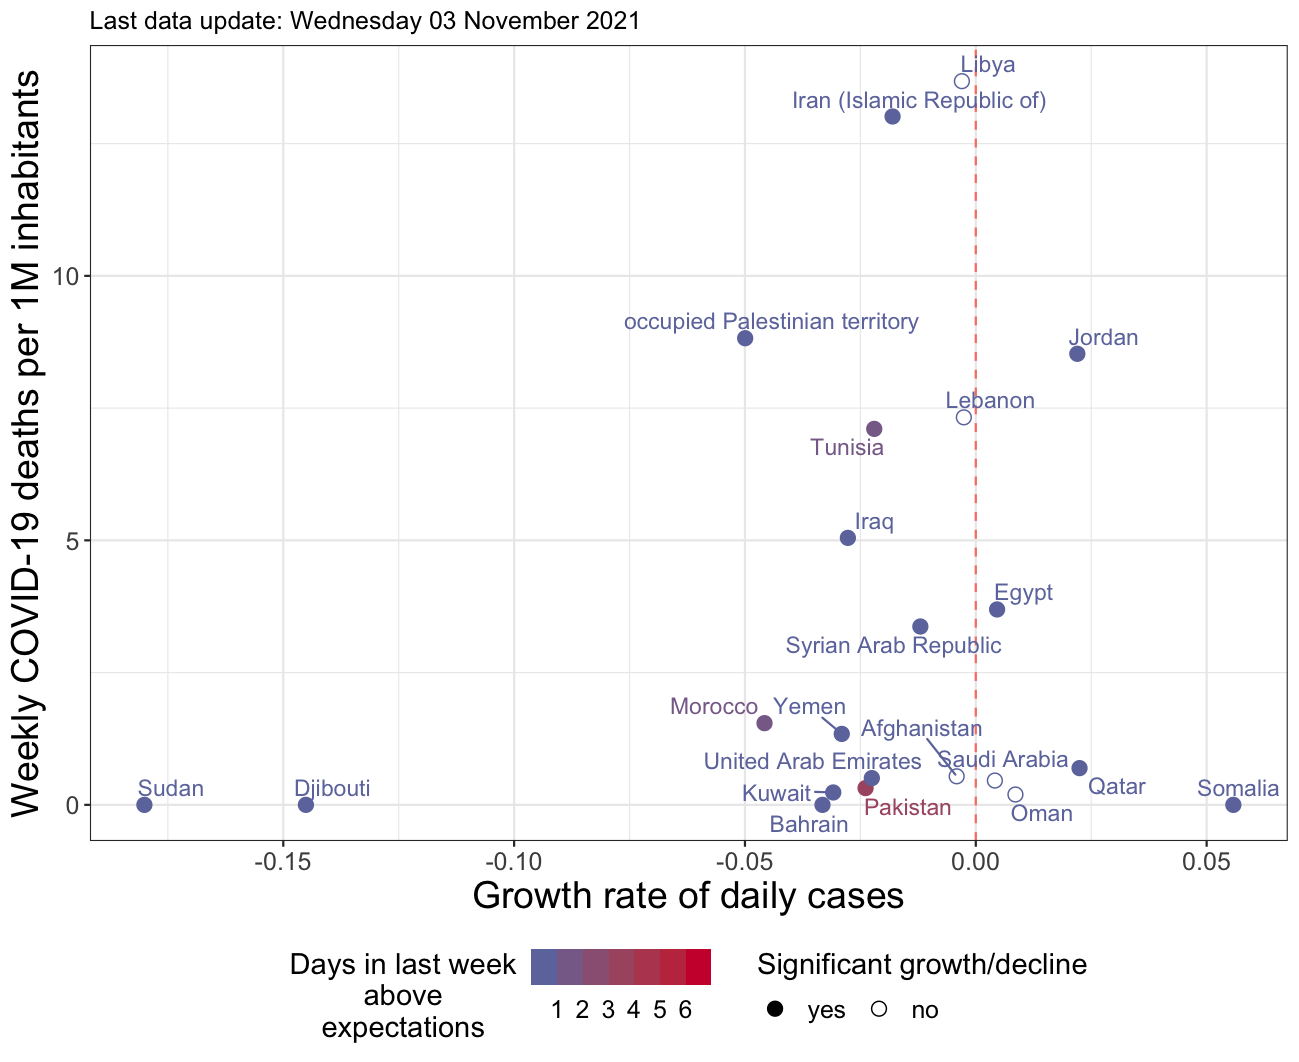 Last data update: Wednesday 03 November 2021
Weekly COVID-19 deaths per 1M inhabitants
Libya
Iran (Islamic Republic of)
10
occupied Palestinian territory
Jordan
Lebanon
Tunisia
Iraq
5
Egypt
Syrian Arab Republic
Morocco
Yemen
Afghanistan
United Arab Emirates
Saudi Arabia
Sudan
Djibouti
Kuwait
Qatar
Somalia
0
Pakistan
Oman
Bahrain
-0.15 -0.10 -0.05 0.00 0.05
Growth rate of daily cases
Days in last week
above
expectations
1 2 3 4 5 6
Significant growth/decline
yes no